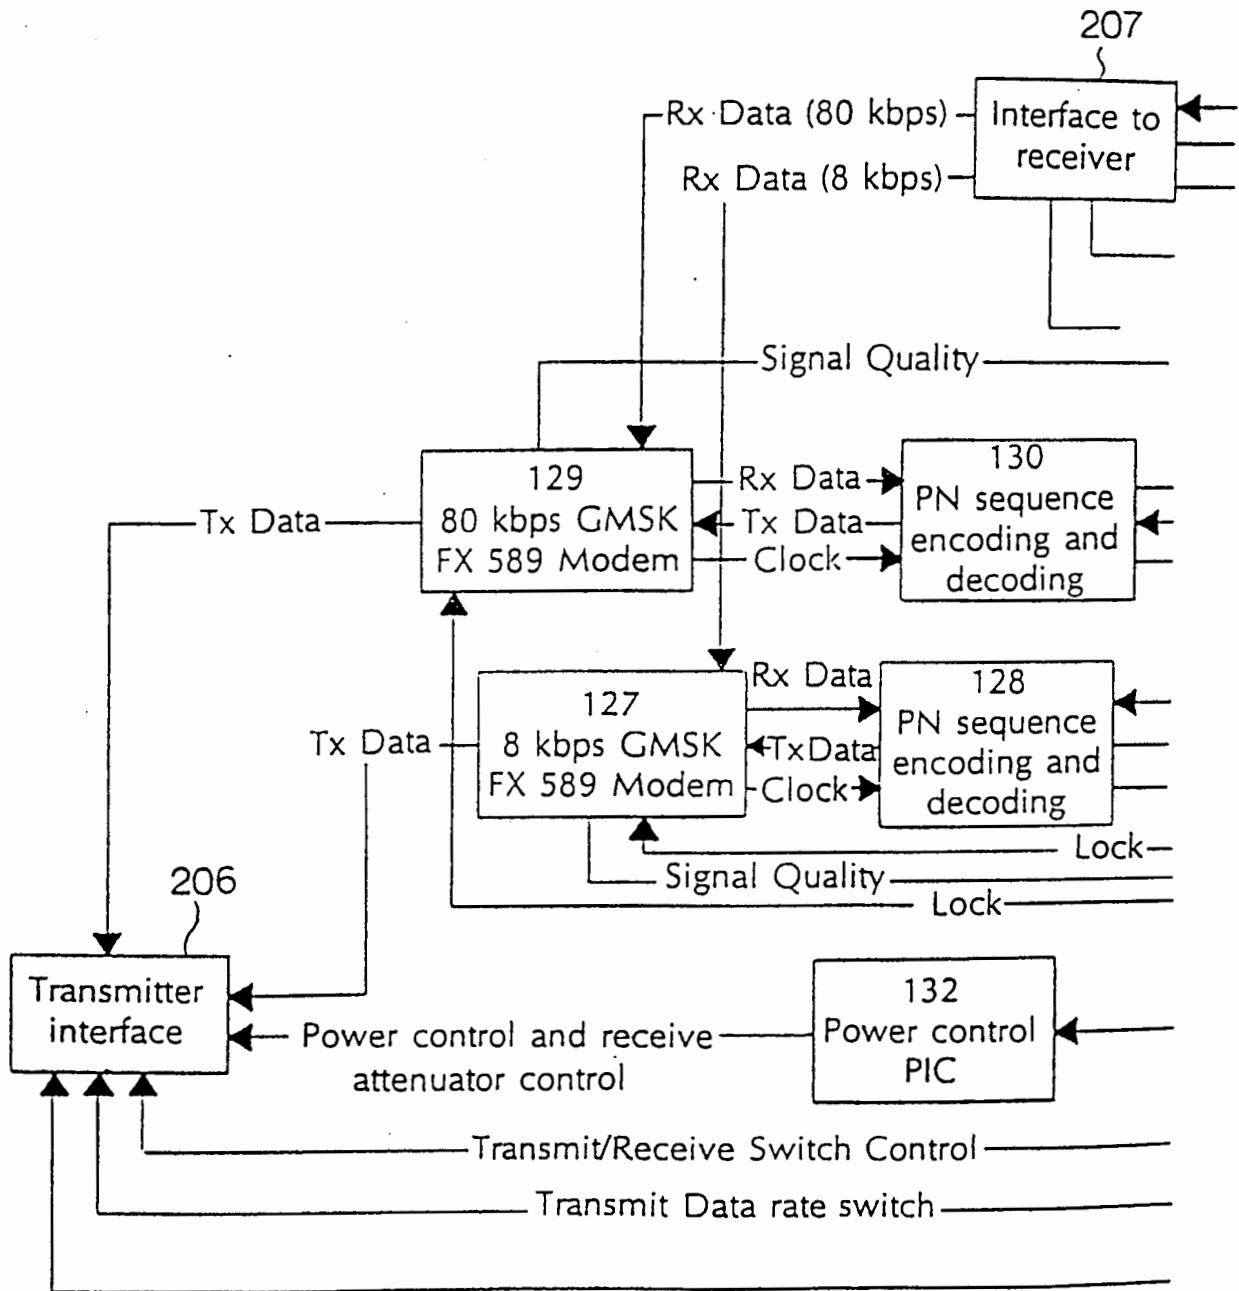 207
Rx Data (80 kbps)
Interface to
receiver
Rx Data (8 kbps)
Signal Quality
129
80 kbps GMSK
FX 589 Modem
Rx Data
Tx Data
Clock
130
PN sequence
encoding and
decoding
Tx Data
127
8 kbps GMSK
FX 589 Modem
Rx Data
TxData
Clock
128
PN sequence
encoding and
decoding
Tx Data
Lock
Signal Quality
Lock
206
Transmitter
interface
Power control and receive
attenuator control
132
Power control
PIC
Transmit/Receive Switch Control
Transmit Data rate switch